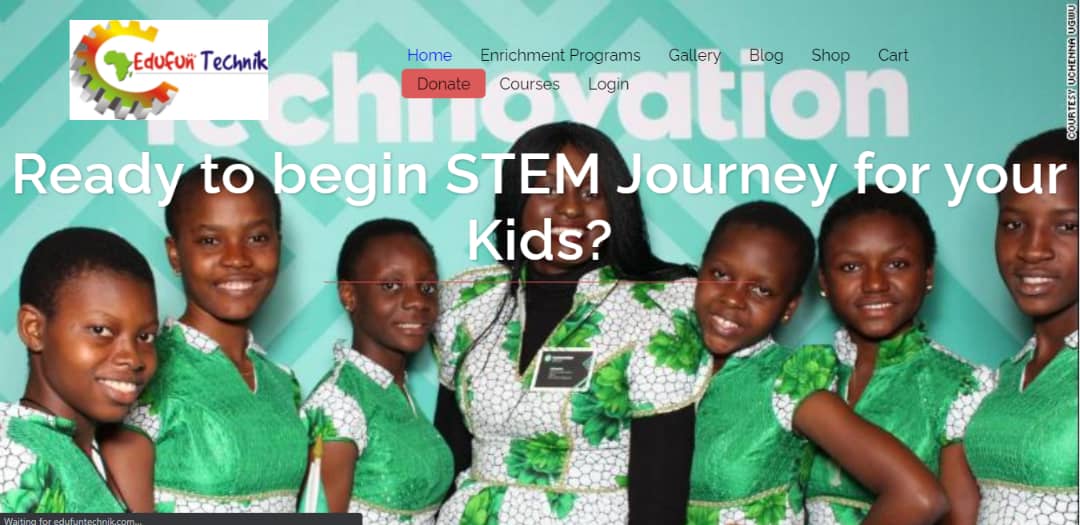 EduFun Technik
Home Enrichment Programs Gallery Blog Shop Cart
Donate Courses Login
Technovation
Ready to begin STEM Journey for your
Kids?
COURTESY UCHENNA UGWU
Waiting for edufuntechnik.com...